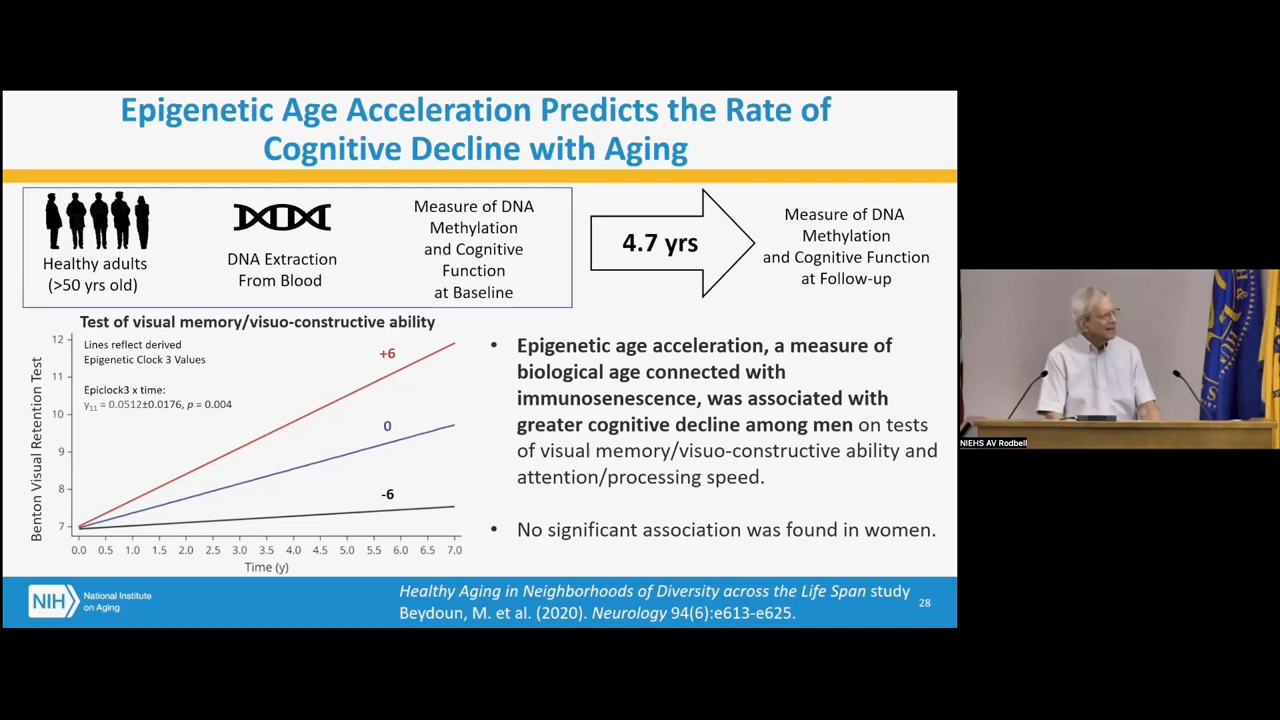 Epigenetic Age Acceleration Predicts the Rate of
Cognitive Decline with Aging
Healthy adults
(>50 yrs old)
DNA Extraction
From Blood
Measure of DNA
Methylation
and Cognitive
Function
at Baseline
4.7 yrs
Measure of DNA
Methylation
and Cognitive Function
at Follow-up
Test of visual memory/visuo-constructive ability
Benton Visual Retention Test
12
11
10
9
8
7
Lines reflect derived
Epigenetic Clock 3 Values
Epiclock3 x time:
y11 = 0.0512±0.0176, p = 0.004
+6
0
-6
0.0 0.5 1.0 1.5 2.0 2.5 3.0 3.5 4.0 4.5 5.0 5.5 6.0 6.5 7.0
Time (y)
• Epigenetic age acceleration, a measure of
biological age connected with
immunosenescence, was associated with
greater cognitive decline among men on tests
of visual memory/visuo-constructive ability and
attention/processing speed.
• No significant association was found in women.
NIH
National Institute
on Aging
Healthy Aging in Neighborhoods of Diversity across the Life Span study
Beydoun, M. et al. (2020). Neurology 94(6):e613-e625.
28
NIEHS AV Rodbell